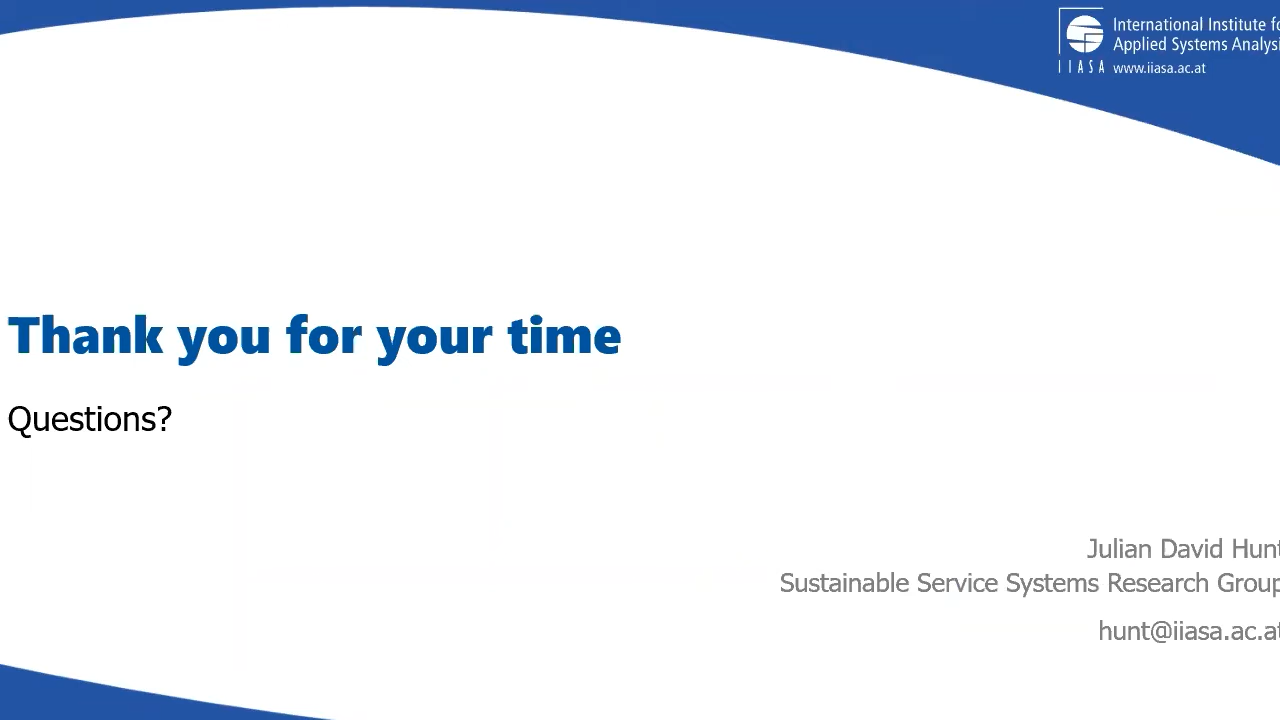 International Institute fo
Applied Systems Analysi
IIASA www.iiasa.ac.at
Thank you for your time
Questions?
Julian David Hunt
Sustainable Service Systems Research Group
hunt@iiasa.ac.at